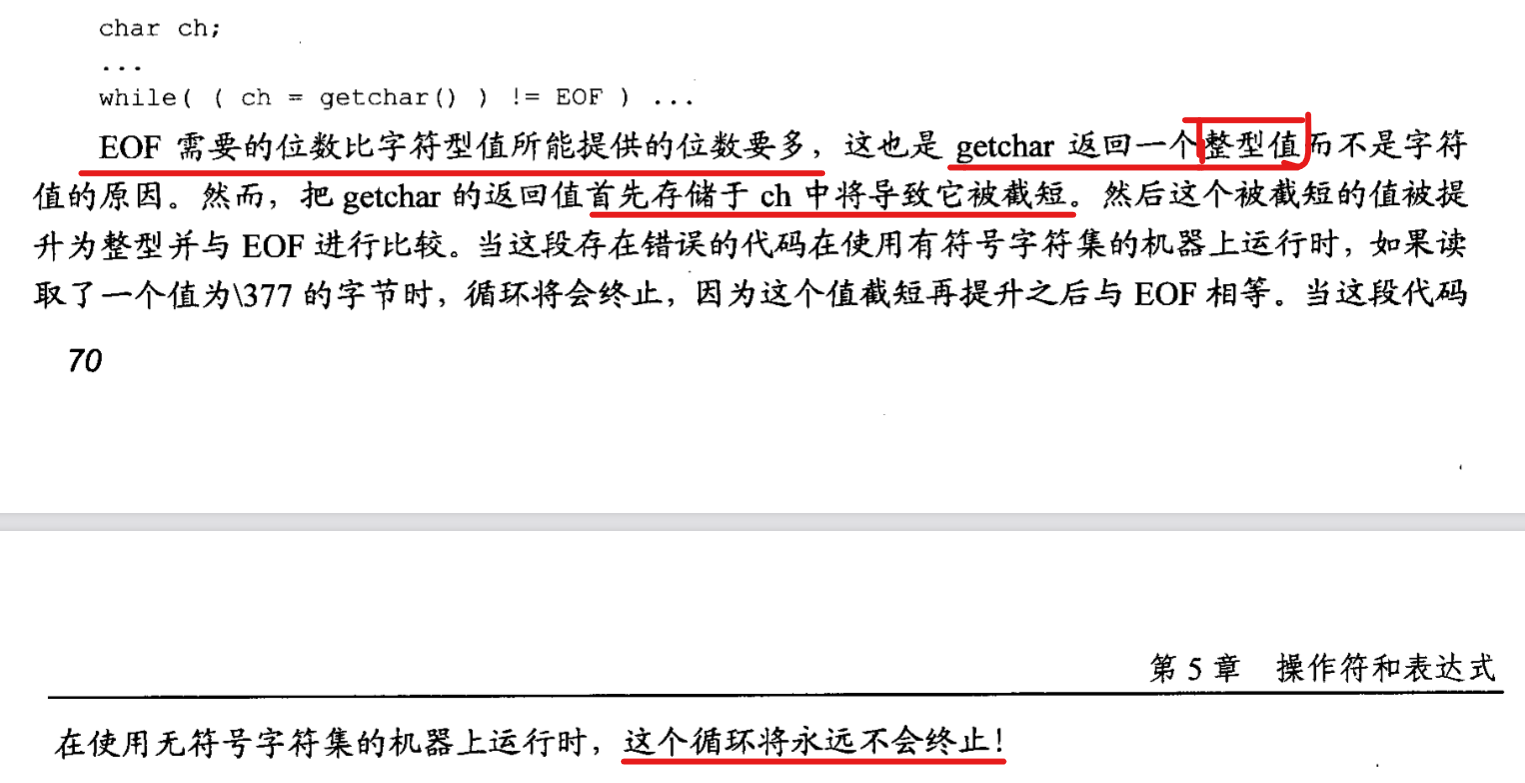 char ch;
...
while( ( ch = getchar() ) != EOF ) ...
EOF 需要的位数比字符型值所能提供的位数要多，这也是 getchar 返回一个整型值而不是字符
值的原因。然而，把 getchar 的返回值首先存储于 ch 中将导致它被截短。然后这个被截短的值被提
升为整型并与 EOF 进行比较。当这段存在错误的代码在使用有符号字符集的机器上运行时，如果读
取了一个值为\377 的字节时，循环将会终止，因为这个值截短再提升之后与 EOF 相等。当这段代码
70
第 5 章 操作符和表达式
在使用无符号字符集的机器上运行时，这个循环将永远不会终止！